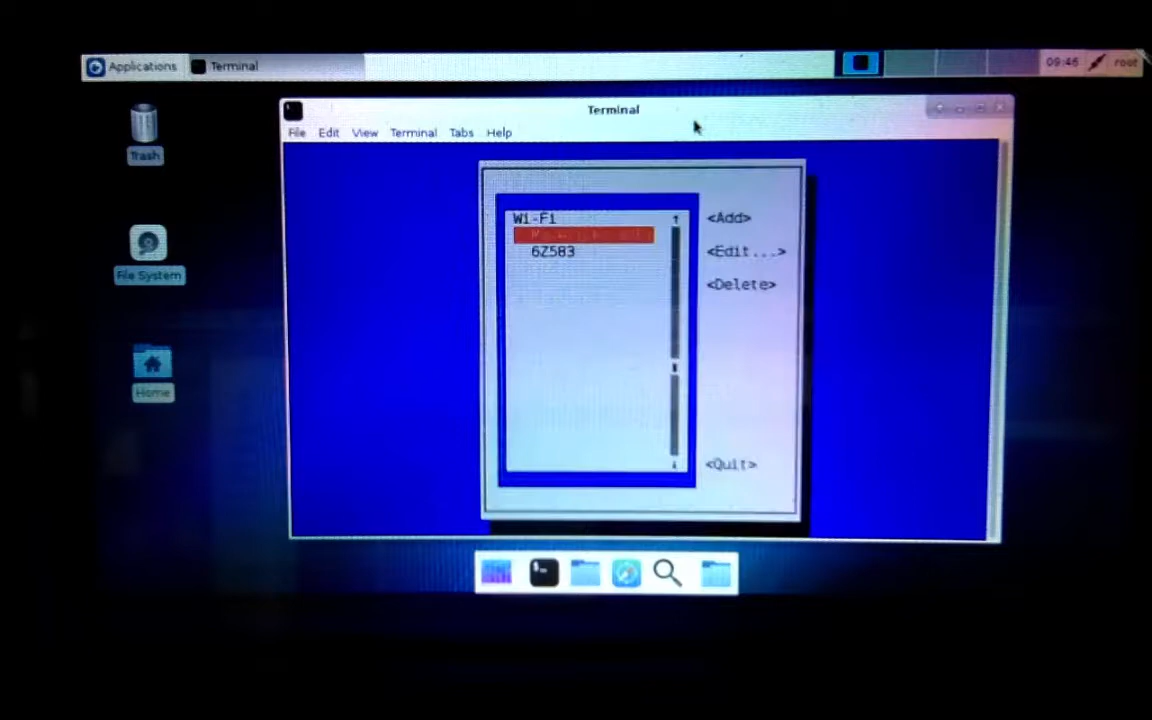 Applications
Terminal
09:46
root
Trash
File System
Home
Terminal
File Edit View Terminal Tabs Help
Wi-Fi
6Z583
<Add>
<Edit...>
<Delete>
<Quit>